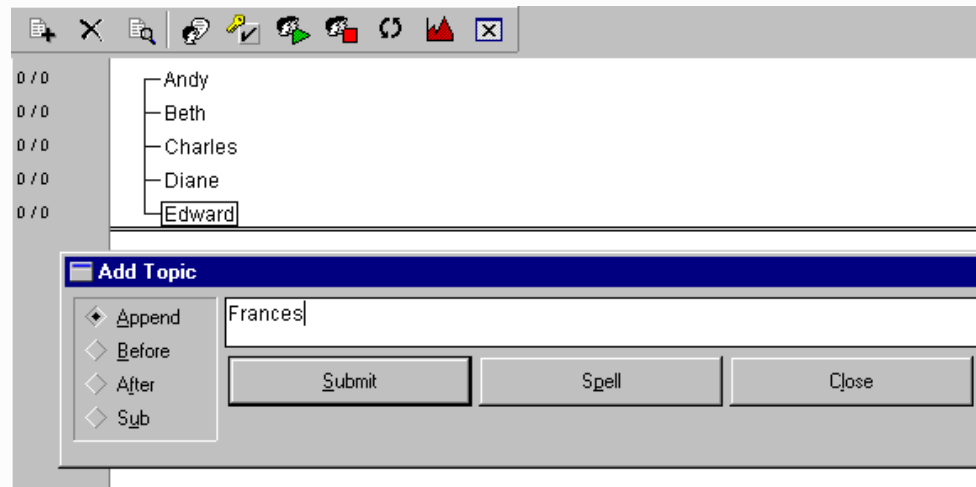 0 / 0 Andy
0 / 0 Beth
0 / 0 Charles
0 / 0 Diane
0 / 0 Edward
Add Topic
Append
Frances
Before
After
Sub
Submit Spell Close